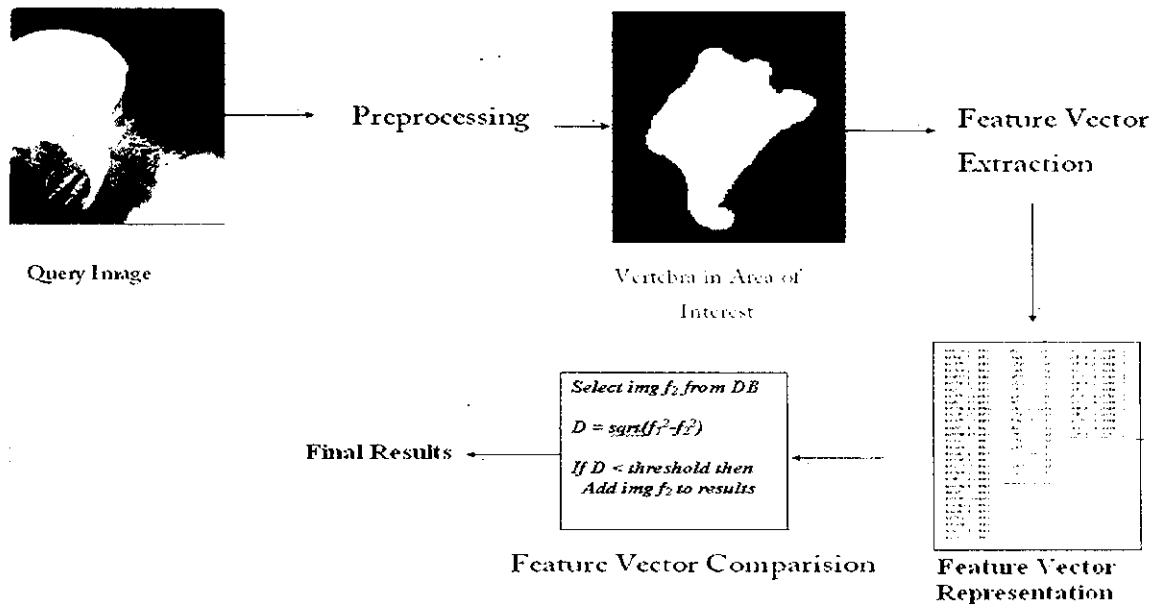 Query Image
Preprocessing
Vertebra in Area of
Interest
Feature Vector
Extraction
Feature Vector
Representation
Select img f₂ from DB
D = sqrt(f₁²-f₂²)
If D < threshold then
Add img f₂ to results
Feature Vector Comparision
Final Results